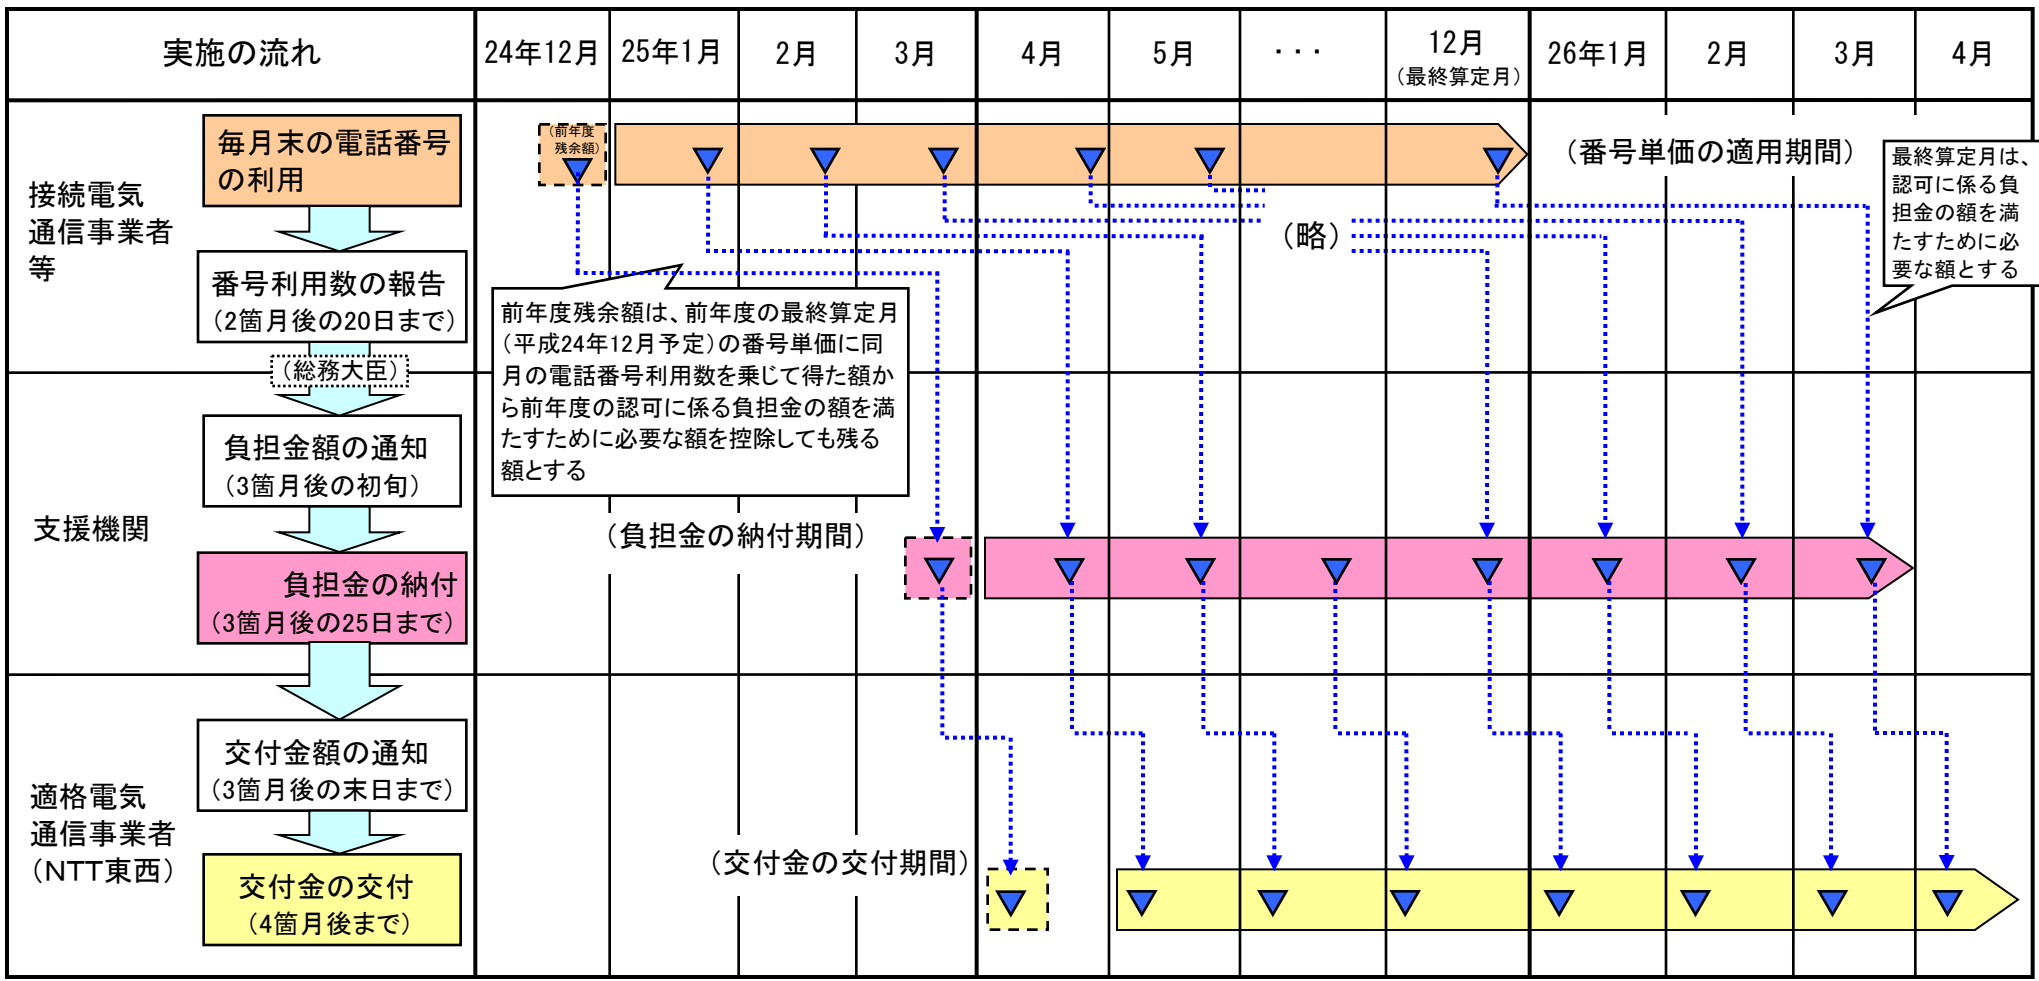 実施の流れ
24年12月
25年1月
2月
3月
4月
5月
・・・
12月
（最終算定月）
26年1月
2月
3月
4月
接続電気
通信事業者
等
毎月末の電話番号
の利用
番号利用数の報告
（2箇月後の20日まで）
（総務大臣）
（前年度
残余額）
（番号単価の適用期間）
最終算定月は、
認可に係る負
担金の額を満
たすために必
要な額とする
（略）
前年度残余額は、前年度の最終算定月
（平成24年12月予定）の番号単価に同
月の電話番号利用数を乗じて得た額か
ら前年度の認可に係る負担金の額を満
たすために必要な額を控除しても残る
額とする
支援機関
負担金額の通知
（3箇月後の初旬）
負担金の納付
（3箇月後の25日まで）
（負担金の納付期間）
適格電気
通信事業者
（NTT東西）
交付金額の通知
（3箇月後の末日まで）
交付金の交付
（4箇月後まで）
（交付金の交付期間）